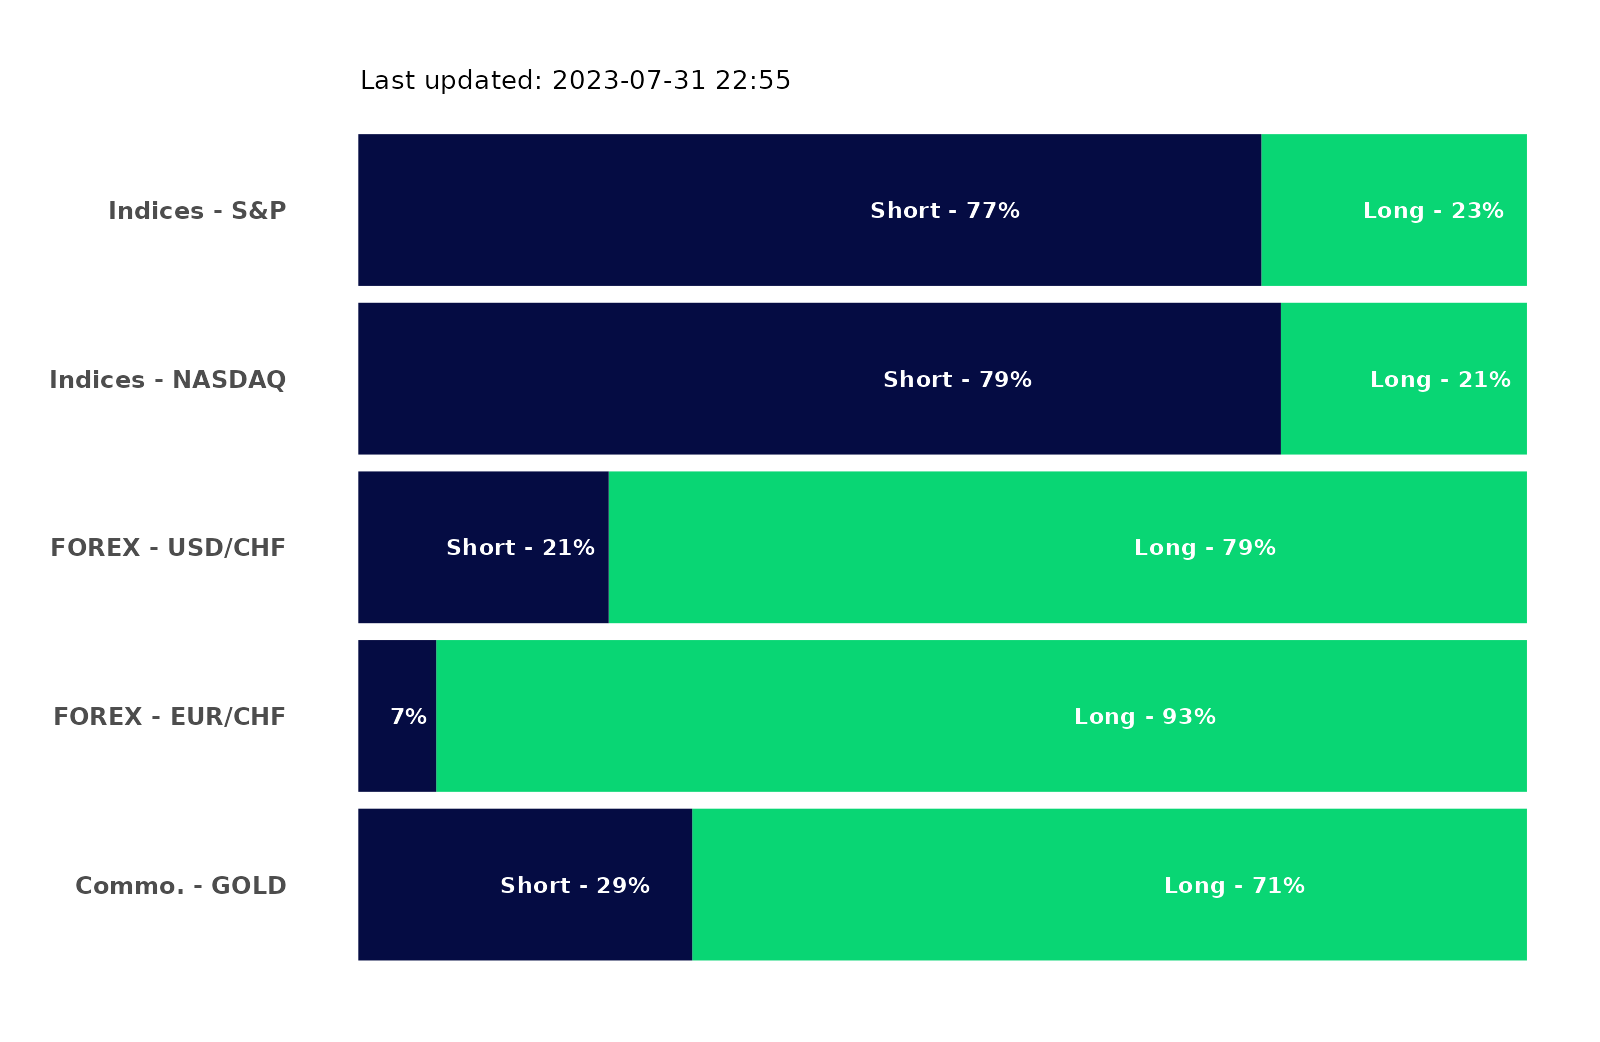 Last updated: 2023-07-31 22:55
Indices - S&P Short - 77% Long - 23%
Indices - NASDAQ Short - 79% Long - 21%
FOREX - USD/CHF Short - 21% Long - 79%
FOREX - EUR/CHF 7% Long - 93%
Commo. - GOLD Short - 29% Long - 71%